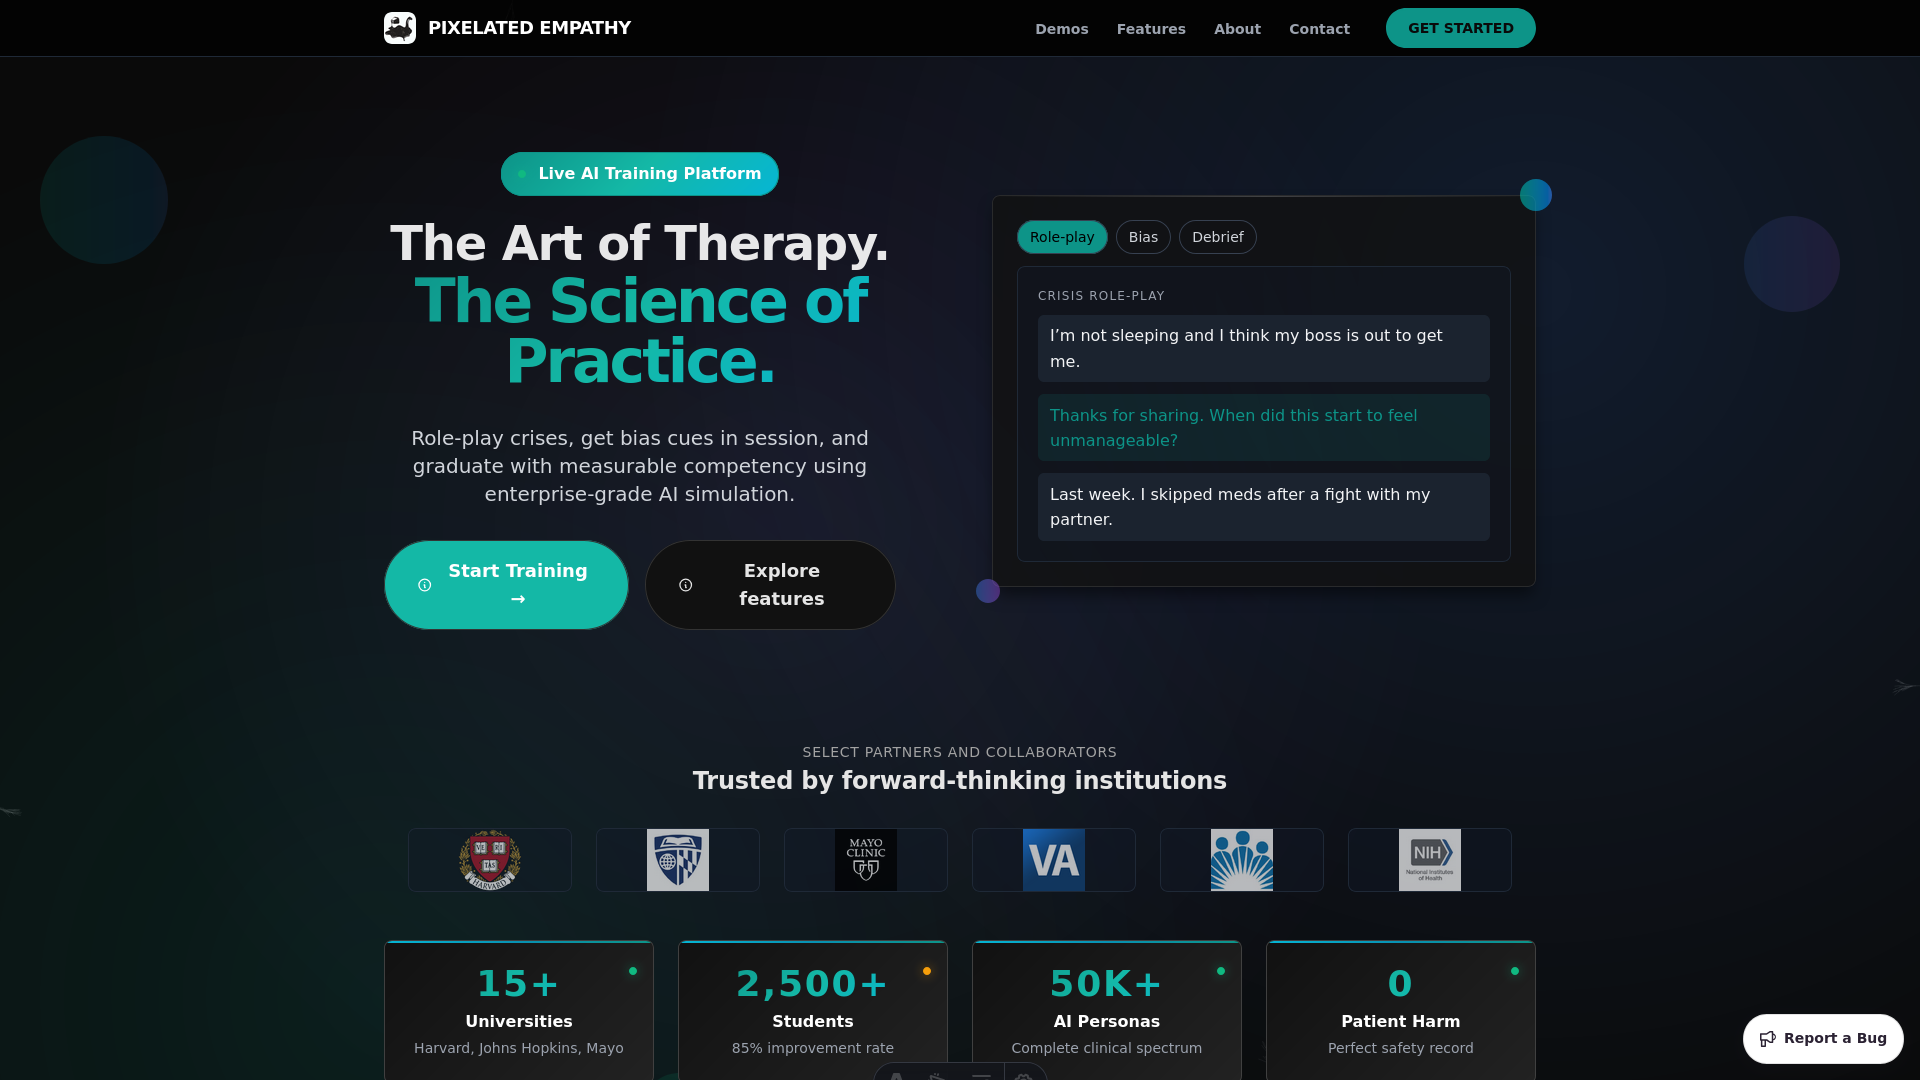 PIXELATED EMPATHY
Demos
Features
About
Contact
GET STARTED
Live AI Training Platform
The Art of Therapy.
The Science of
Practice.
Role-play crises, get bias cues in session, and
graduate with measurable competency using
enterprise-grade AI simulation.
Start Training
→
Explore
features
Role-play
Bias
Debrief
CRISIS ROLE-PLAY
I’m not sleeping and I think my boss is out to get
me.
Thanks for sharing. When did this start to feel
unmanageable?
Last week. I skipped meds after a fight with my
partner.
SELECT PARTNERS AND COLLABORATORS
Trusted by forward-thinking institutions
VE RI
TAS
HARVARD
MAYO
CLINIC
VA
NIH
National Institutes
of Health
15+
Universities
Harvard, Johns Hopkins, Mayo
2,500+
Students
85% improvement rate
50K+
AI Personas
Complete clinical spectrum
0
Patient Harm
Perfect safety record
Report a Bug